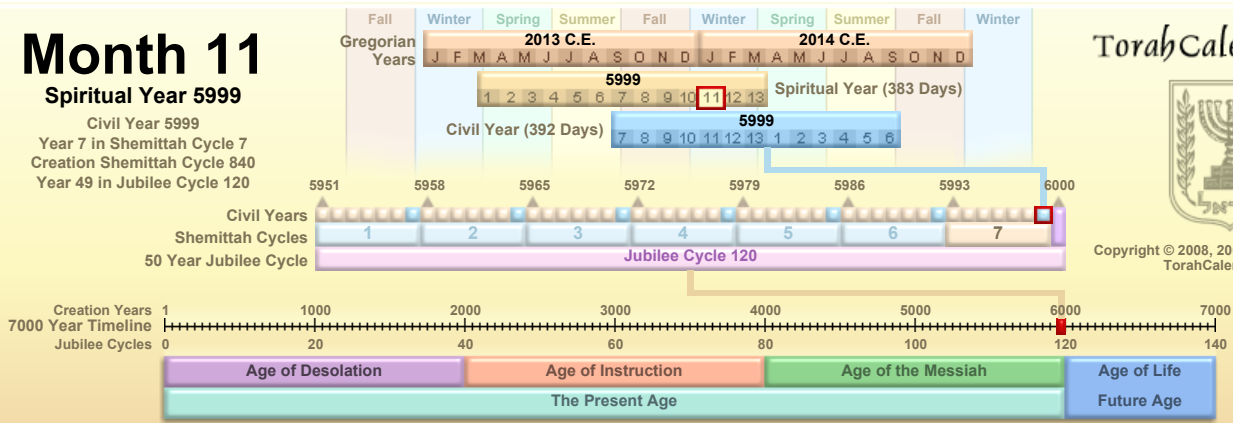 Fall Winter Spring Summer Fall Winter Spring Summer Fall Winter
Month 11
Spiritual Year 5999
Civil Year 5999
Year 7 in Shemittah Cycle 7
Creation Shemittah Cycle 840
Year 49 in Jubilee Cycle 120
Gregorian
Years
2013 C.E. 2014 C.E.
J F M A M J J A S O N D J F M A M J J A S O N D
5999
1 2 3 4 5 6 7 8 9 10 11 12 13
Spiritual Year (383 Days)
Civil Year (392 Days)
5999
7 8 9 10 11 12 13 1 2 3 4 5 6
5951 5958 5965 5972 5979 5986 5993 6000
Civil Years
Shemittah Cycles
1 2 3 4 5 6 7
50 Year Jubilee Cycle
Jubilee Cycle 120
Copyright © 2008, 20
Creation Years
1 1000 2000 3000 4000 5000 6000 7000
7000 Year Timeline
Jubilee Cycles
0 20 40 60 80 100 120 140
Age of Desolation Age of Instruction Age of the Messiah Age of Life
The Present Age Future Age